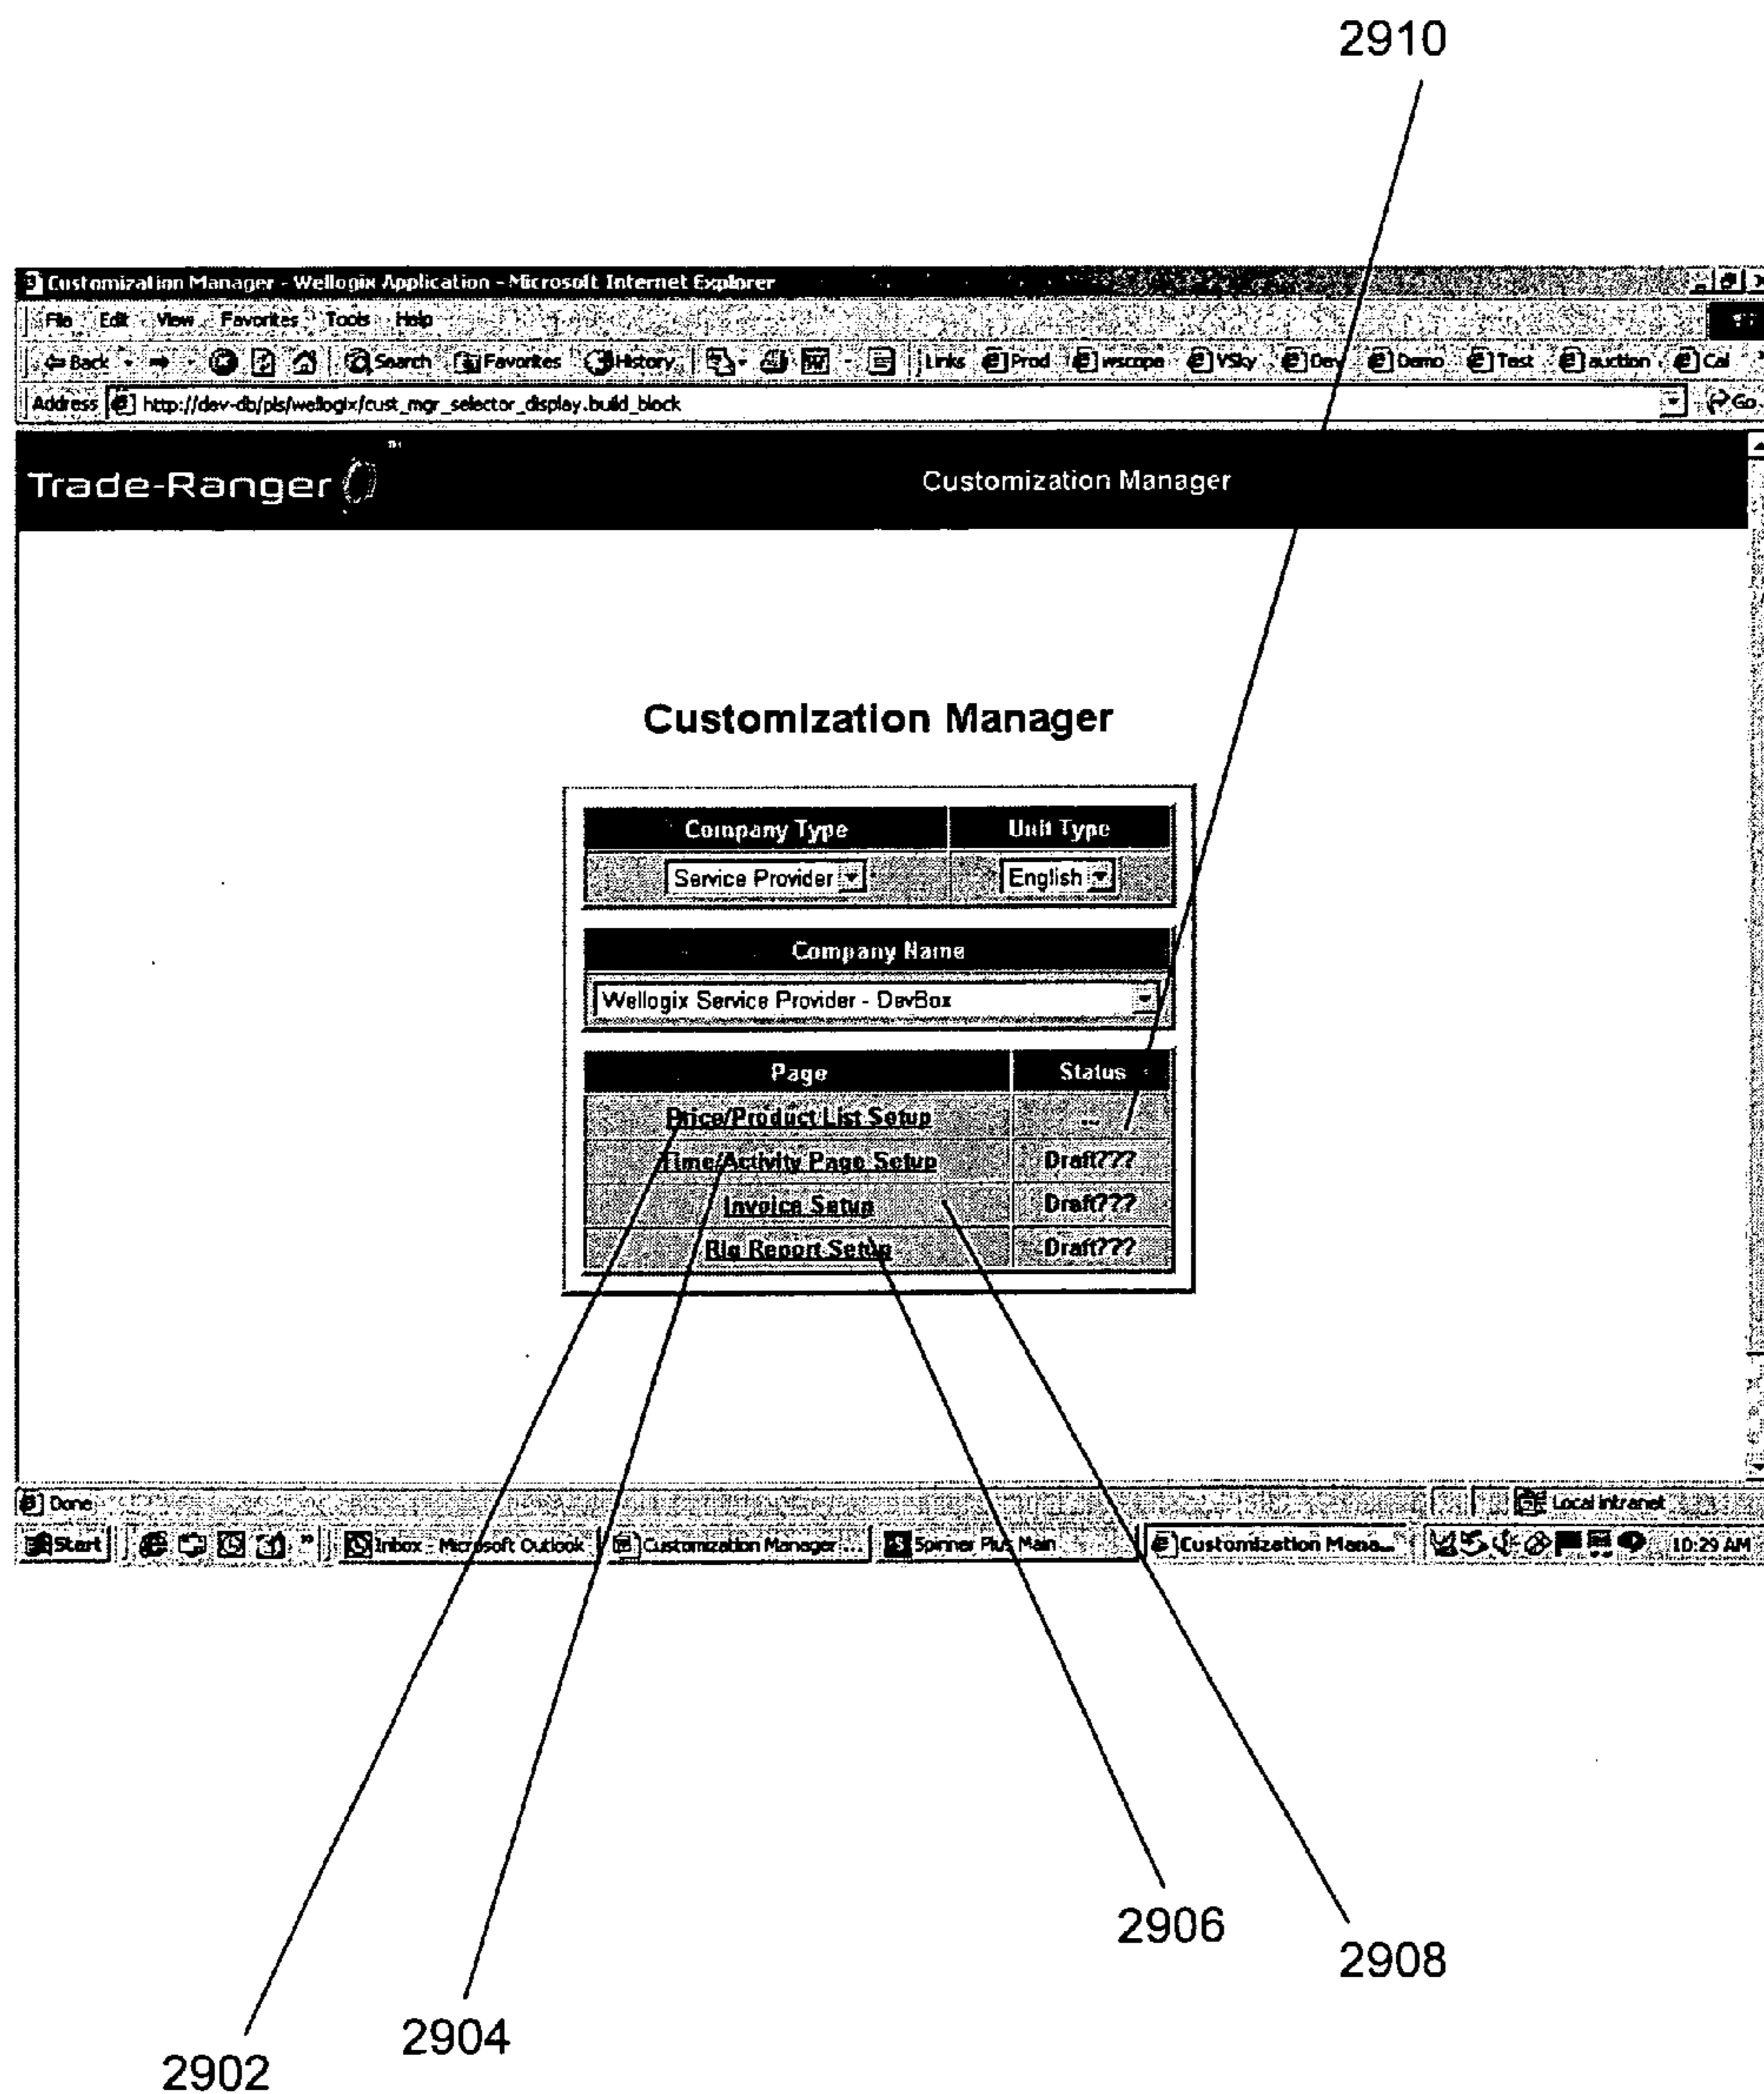 2910
Customization Manager - Wellogix Application - Microsoft Internet Explorer
File Edit View Favorites Tools Help
Back Search Favorites History Links Prod wscope VSky Dev Demo Test auction Cal
Address http://dev-db/pls/wellogix/cust_mgr_selector_display.build_block Go
Trade-Ranger Customization Manager
Customization Manager
Company Type Unit Type
Service Provider English
Company Name
Wellogix Service Provider - DevBox
Page Status
Price/Product List Setup ...
Time/Activity Page Setup Draft???
Invoice Setup Draft???
Rig Report Setup Draft???
Done Local intranet
Start Inbox - Microsoft Outlook Customization Manager ... Spinner Plus Main Customization Mana... 10:29 AM
2906
2908
2904
2902